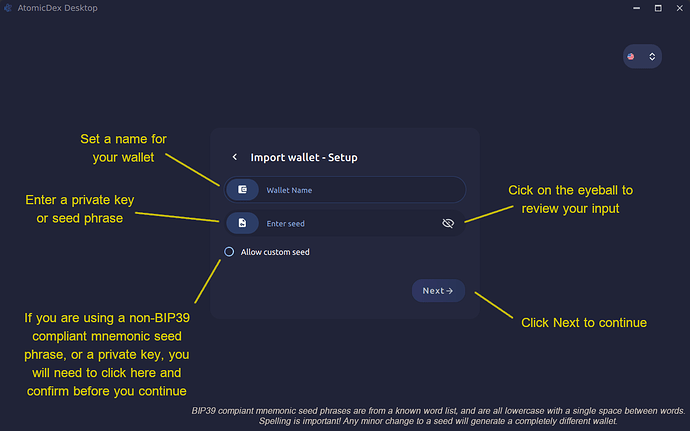 AtomicDex Desktop
Set a name for
your wallet
Import wallet - Setup
Wallet Name
Enter a private key
or seed phrase
Enter seed
Cick on the eyeball to
review your input
Allow custom seed
Next→
If you are using a non-BIP39
compliant mnemonic seed
phrase, or a private key, you
will need to click here and
confirm before you continue
Click Next to continue
BIP39 compiant mnemonic seed phrases are from a known word list, and are all lowercase with a single space between words.
Spelling is important! Any minor change to a seed will generate a completely different wallet.